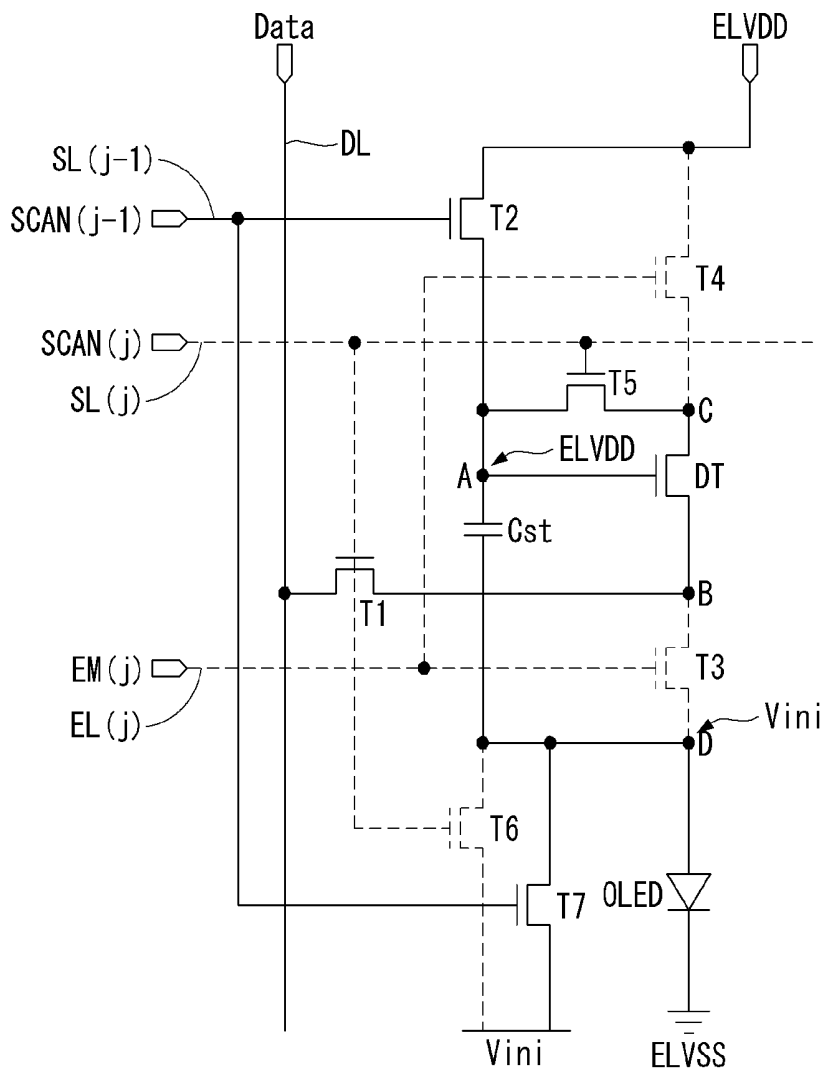 Data
ELVDD
DL
SL(j-1)
SCAN(j-1)
T2
T4
SCAN(j)
SL(j)
T5
C
ELVDD
A
DT
Cst
T1
B
EM(j)
T3
EL(j)
Vini
D
T6
OLED
T7
Vini
ELVSS